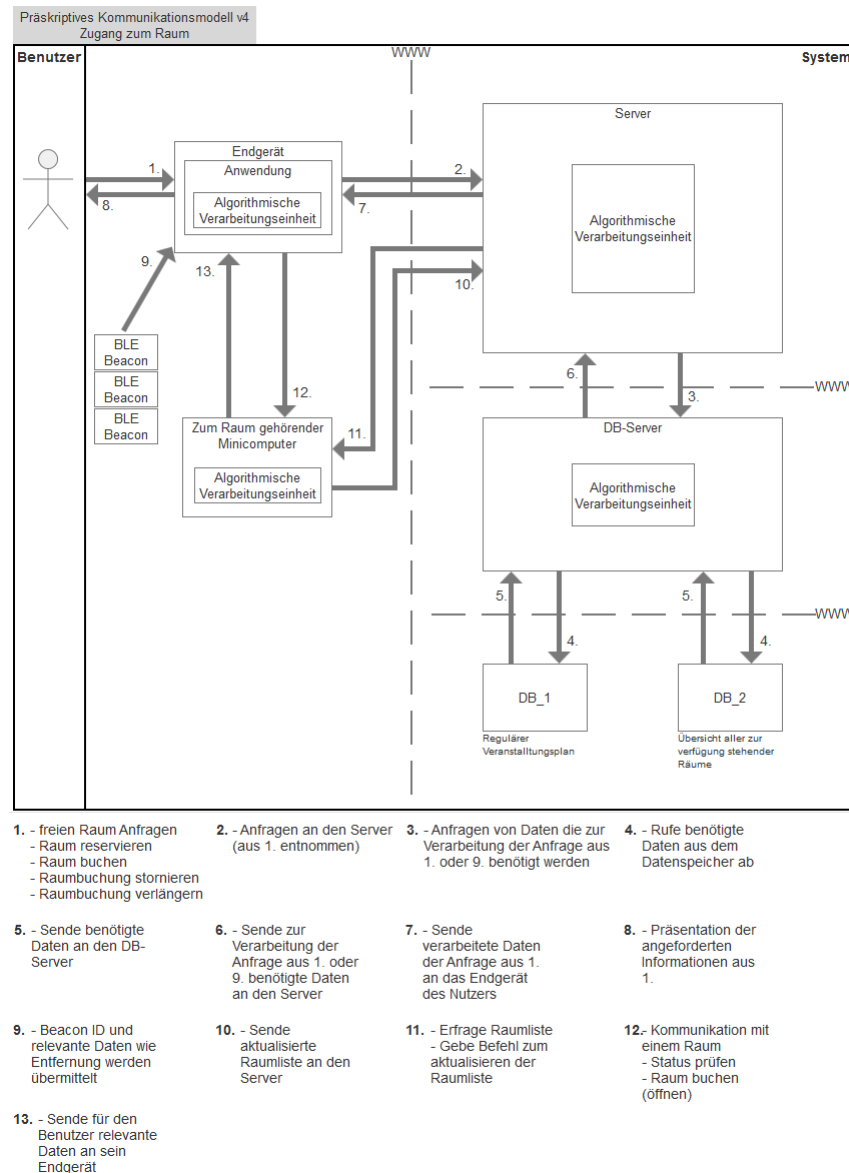 Präskriptives Kommunikationsmodell v4
Zugang zum Raum
Benutzer
WWW
System
Server
Endgerät
Anwendung
Algorithmische
Verarbeitungseinheit
1.
8.
2.
7.
Algorithmische
Verarbeitungseinheit
9.
13.
10.
BLE
Beacon
BLE
Beacon
BLE
Beacon
12.
11.
6.
3.
WWW
Zum Raum gehörender
Minicomputer
Algorithmische
Verarbeitungseinheit
DB-Server
Algorithmische
Verarbeitungseinheit
5.
4.
5.
4.
WWW
DB_1
DB_2
Regulärer
Veranstalltungsplan
Übersicht aller zur
verfügung stehender
Räume
1. - freien Raum Anfragen
- Raum reservieren
- Raum buchen
- Raumbuchung stornieren
- Raumbuchung verlängern
2. - Anfragen an den Server
(aus 1. entnommen)
3. - Anfragen von Daten die zur
Verarbeitung der Anfrage aus
1. oder 9. benötigt werden
4. - Rufe benötigte
Daten aus dem
Datenspeicher ab
5. - Sende benötigte
Daten an den DB-
Server
6. - Sende zur
Verarbeitung der
Anfrage aus 1. oder
9. benötigte Daten
an den Server
7. - Sende
verarbeitete Daten
der Anfrage aus 1.
an das Endgerät
des Nutzers
8. - Präsentation der
angeforderten
Informationen aus
1.
9. - Beacon ID und
relevante Daten wie
Entfernung werden
übermittelt
10. - Sende
aktualisierte
Raumliste an den
Server
11. - Erfrage Raumliste
- Gebe Befehl zum
aktualisieren der
Raumliste
12.- Kommunikation mit
einem Raum
- Status prüfen
- Raum buchen
(öffnen)
13. - Sende für den
Benutzer relevante
Daten an sein
Endgerät